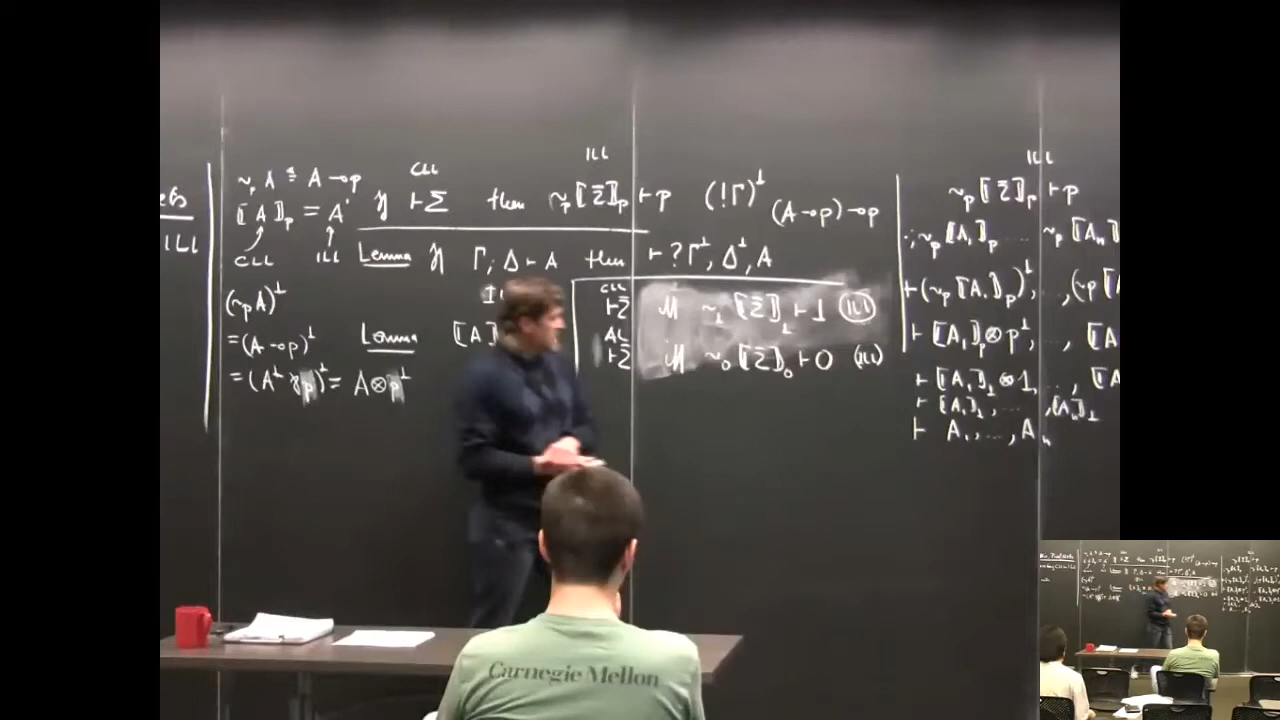 ILL
∼ₚ A ≜ A ⊸ p
⟦A⟧ₚ = A'
CLL
ILL
(∼ₚA)⊥
= (A ⊸ p)⊥
= (A⊥ ⅋ p)⊥ = A ⊗ p⊥
CLL
ILL
If ⊢ Σ then ∼ₚ⟦Σ⟧ₚ ⊢ p
(!Γ)⊥
(A ⊸ p) ⊸ p
Lemma If Γ; Δ ⊢ A then ⊢ ?Γ⊥, Δ⊥, A
Lemma ⟦A⟧
CLL
⊢ Σ iff ∼⊥⟦Σ⟧⊥ ⊢ ⊥ (ILL)
⊢ Σ iff ∼₀⟦Σ⟧₀ ⊢ 0 (ILL)
ILL
∼ₚ⟦Σ⟧ₚ ⊢ p
∴ ∼ₚ⟦A₁⟧ₚ ... ∼ₚ⟦Aₙ⟧
⊢ (∼ₚ⟦A₁⟧ₚ)⊥, ..., (∼ₚ⟦A
⊢ ⟦A₁⟧ₚ ⊗ p⊥, ..., ⟦A
⊢ ⟦A₁⟧⊥ ⊗ 1, ..., ⟦A
⊢ ⟦A₁⟧⊥, ..., ⟦Aₙ⟧⊥
⊢ A₁, ..., Aₙ
Carnegie Mellon